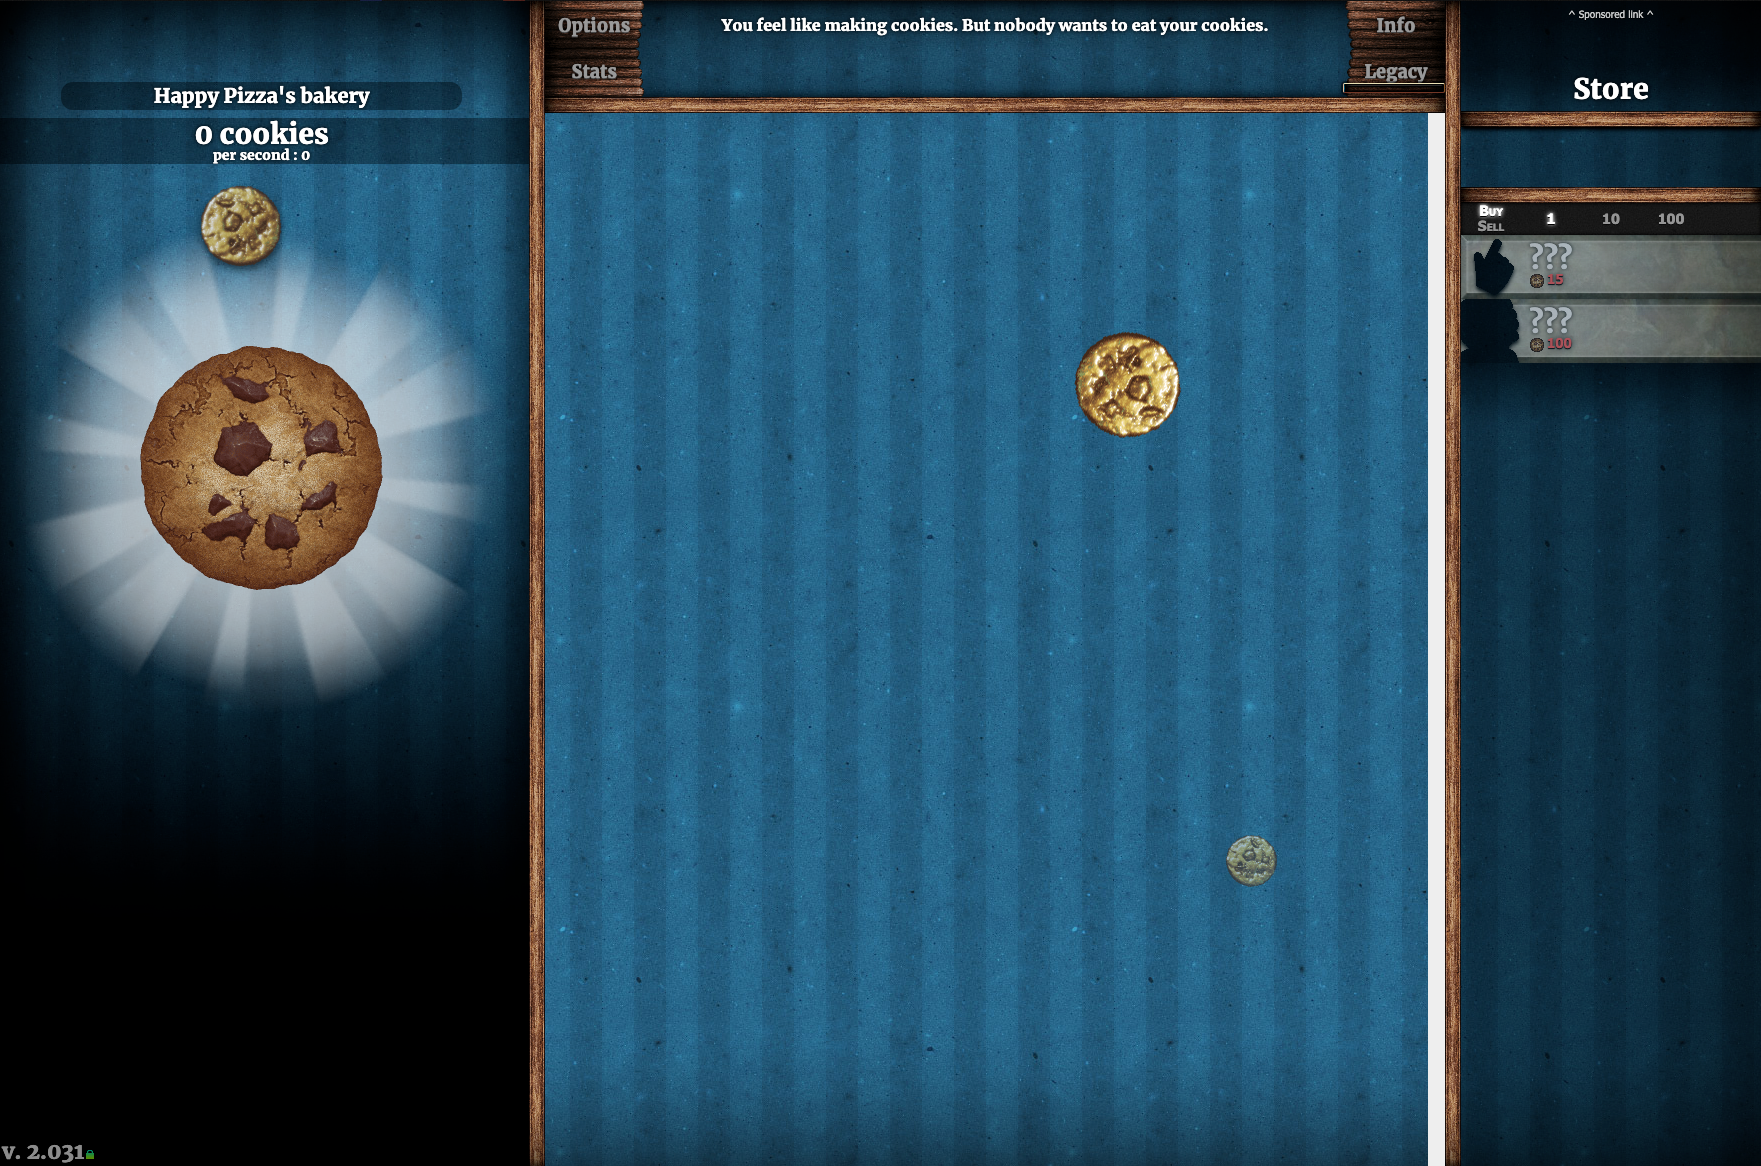 Happy Pizza's bakery
0 cookies
per second : 0
v. 2.031
Options
Stats
You feel like making cookies. But nobody wants to eat your cookies.
Info
Legacy
^ Sponsored link ^
Store
Buy
Sell
1
10
100
???
15
???
100